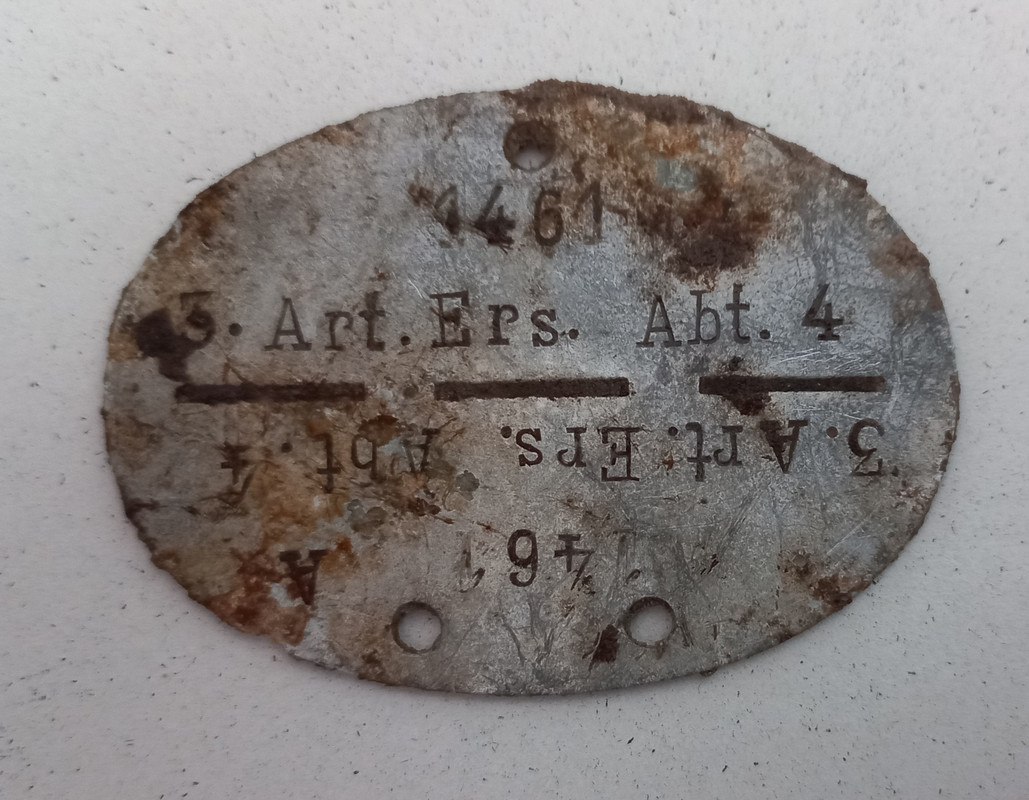 1461
3. Art. Ers. Abt. 4
3. Art. Ers. Abt. 4
1461 A